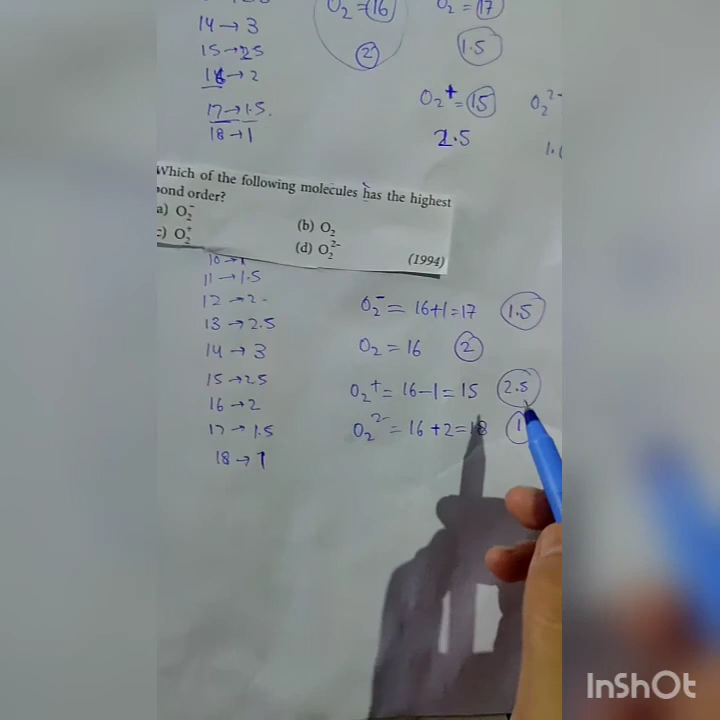 O₂ = 16 O₂ = 17
14 → 3
15 → 2.5 2 1.5
16 → 2
O₂⁺ = 15 O₂²⁻
17 → 1.5.
18 → 1 2.5
Which of the following molecules has the highest
bond order?
a) O₂⁻ (b) O₂
c) O₂⁺ (d) O₂²⁻ (1994)
10 → 1
11 → 1.5
12 → 2 O₂⁻ = 16+1=17 1.5
13 → 2.5
14 → 3 O₂ = 16 2
15 → 2.5 O₂⁺ = 16-1=15 2.5
16 → 2
17 → 1.5 O₂²⁻ = 16+2=18 1
18 → 1
InShOt